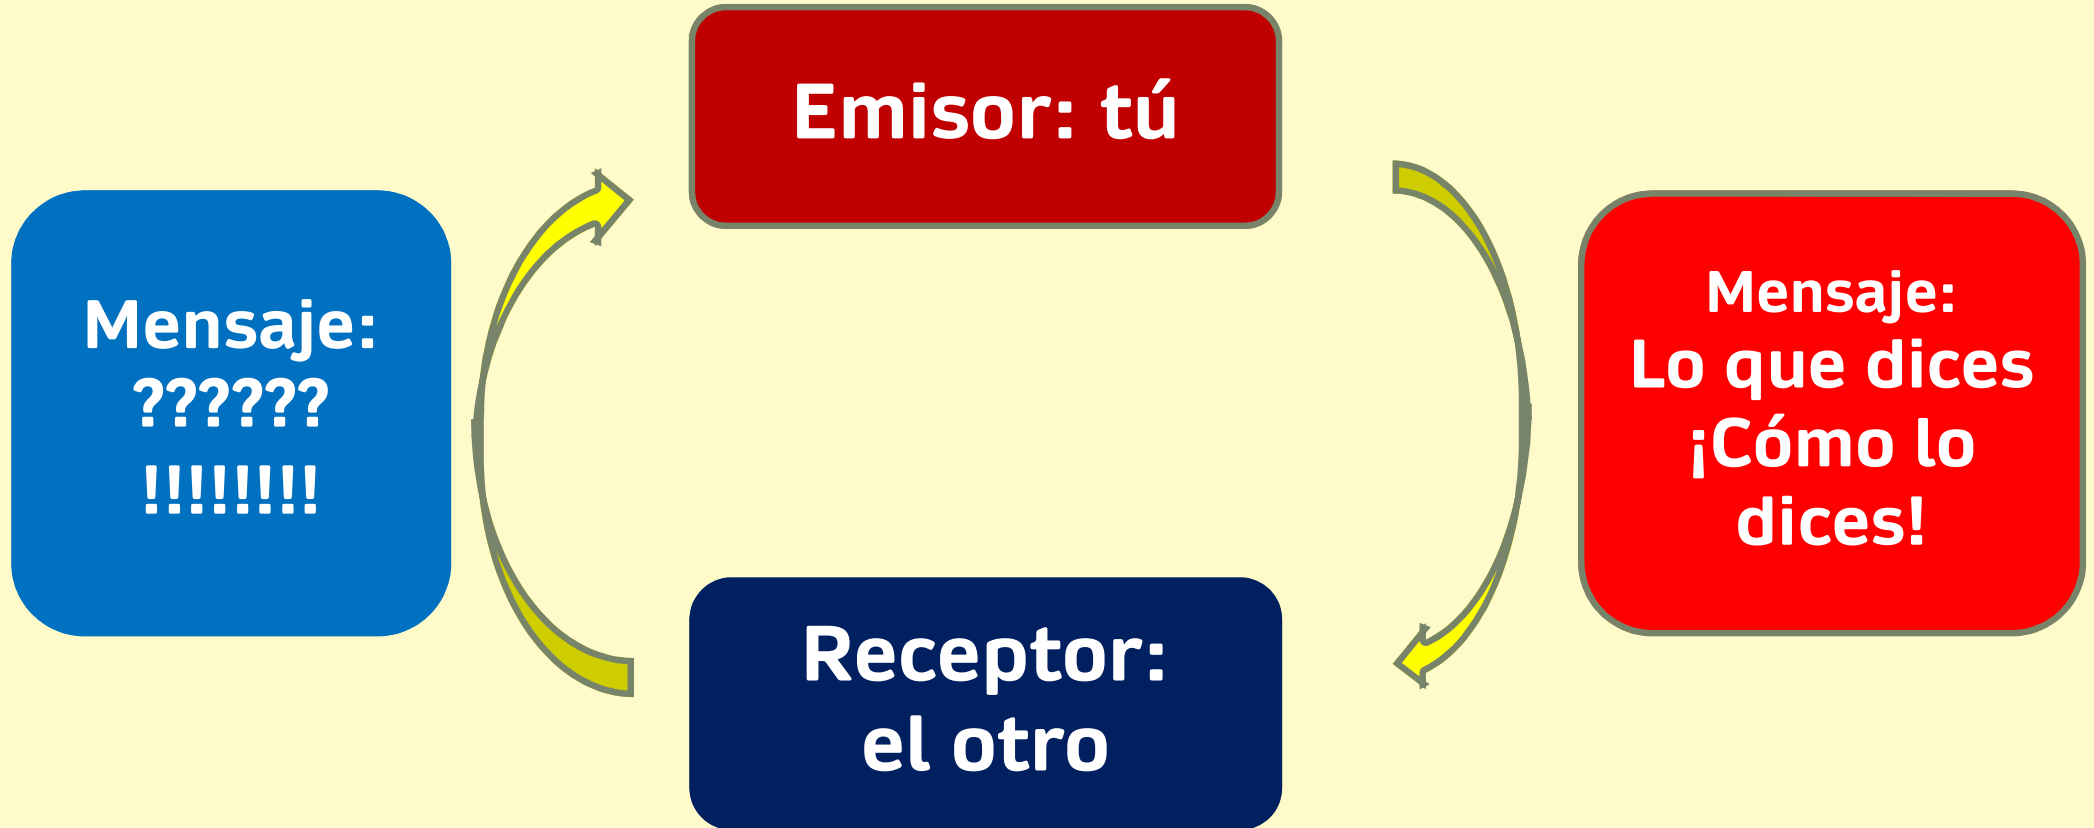 Emisor: tú
Mensaje:
??????
!!!!!!!!
Mensaje:
Lo que dices
¡Cómo lo
dices!
Receptor:
el otro